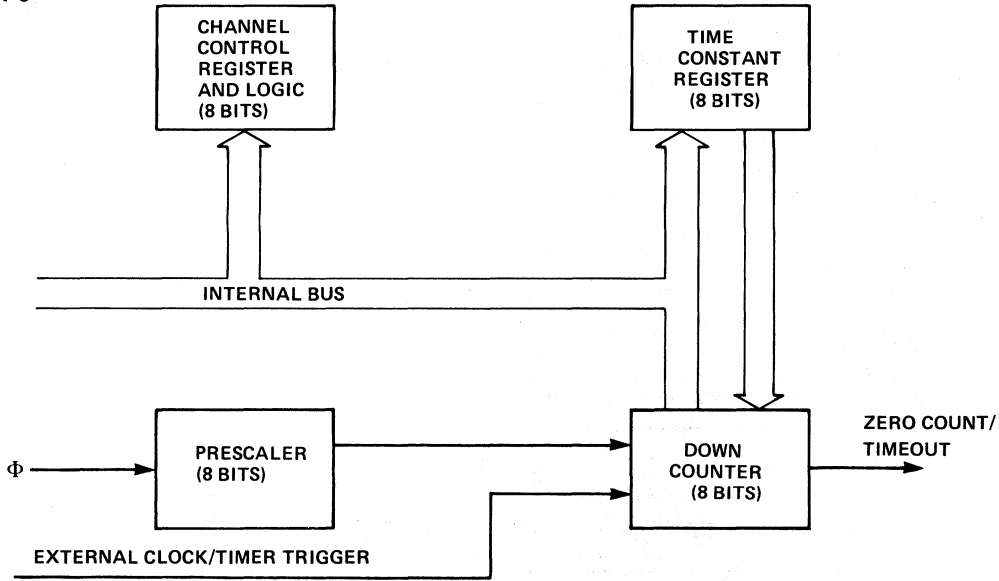 CHANNEL
CONTROL
REGISTER
AND LOGIC
(8 BITS)
TIME
CONSTANT
REGISTER
(8 BITS)
INTERNAL BUS
Φ
PRESCALER
(8 BITS)
DOWN
COUNTER
(8 BITS)
ZERO COUNT/
TIMEOUT
EXTERNAL CLOCK/TIMER TRIGGER